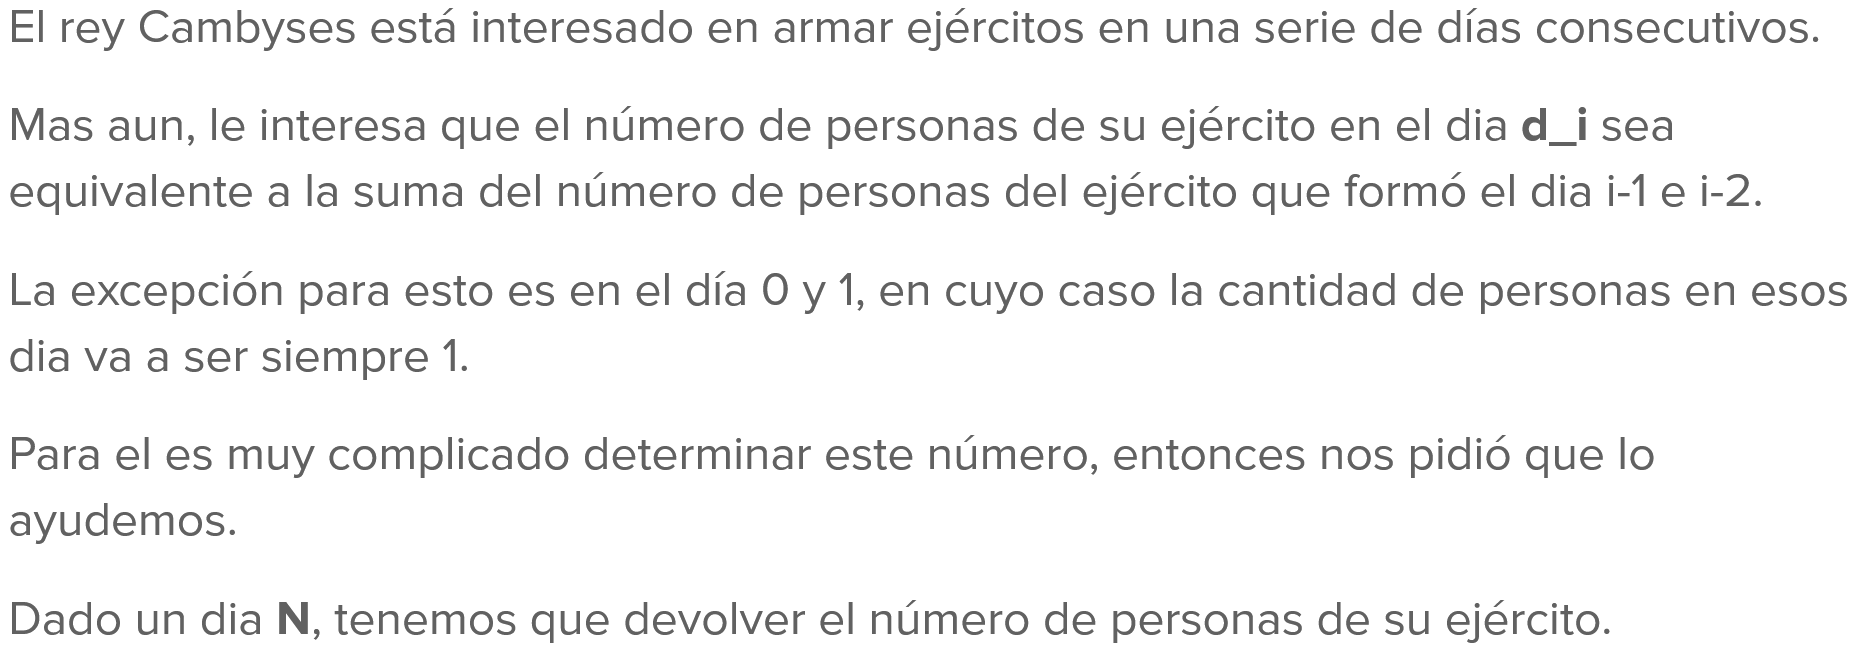 El rey Cambyses está interesado en armar ejércitos en una serie de días consecutivos.
Mas aun, le interesa que el número de personas de su ejército en el dia d_i sea
equivalente a la suma del número de personas del ejército que formó el dia i-1 e i-2.
La excepción para esto es en el día 0 y 1, en cuyo caso la cantidad de personas en esos
dia va a ser siempre 1.
Para el es muy complicado determinar este número, entonces nos pidió que lo
ayudemos.
Dado un dia N, tenemos que devolver el número de personas de su ejército.